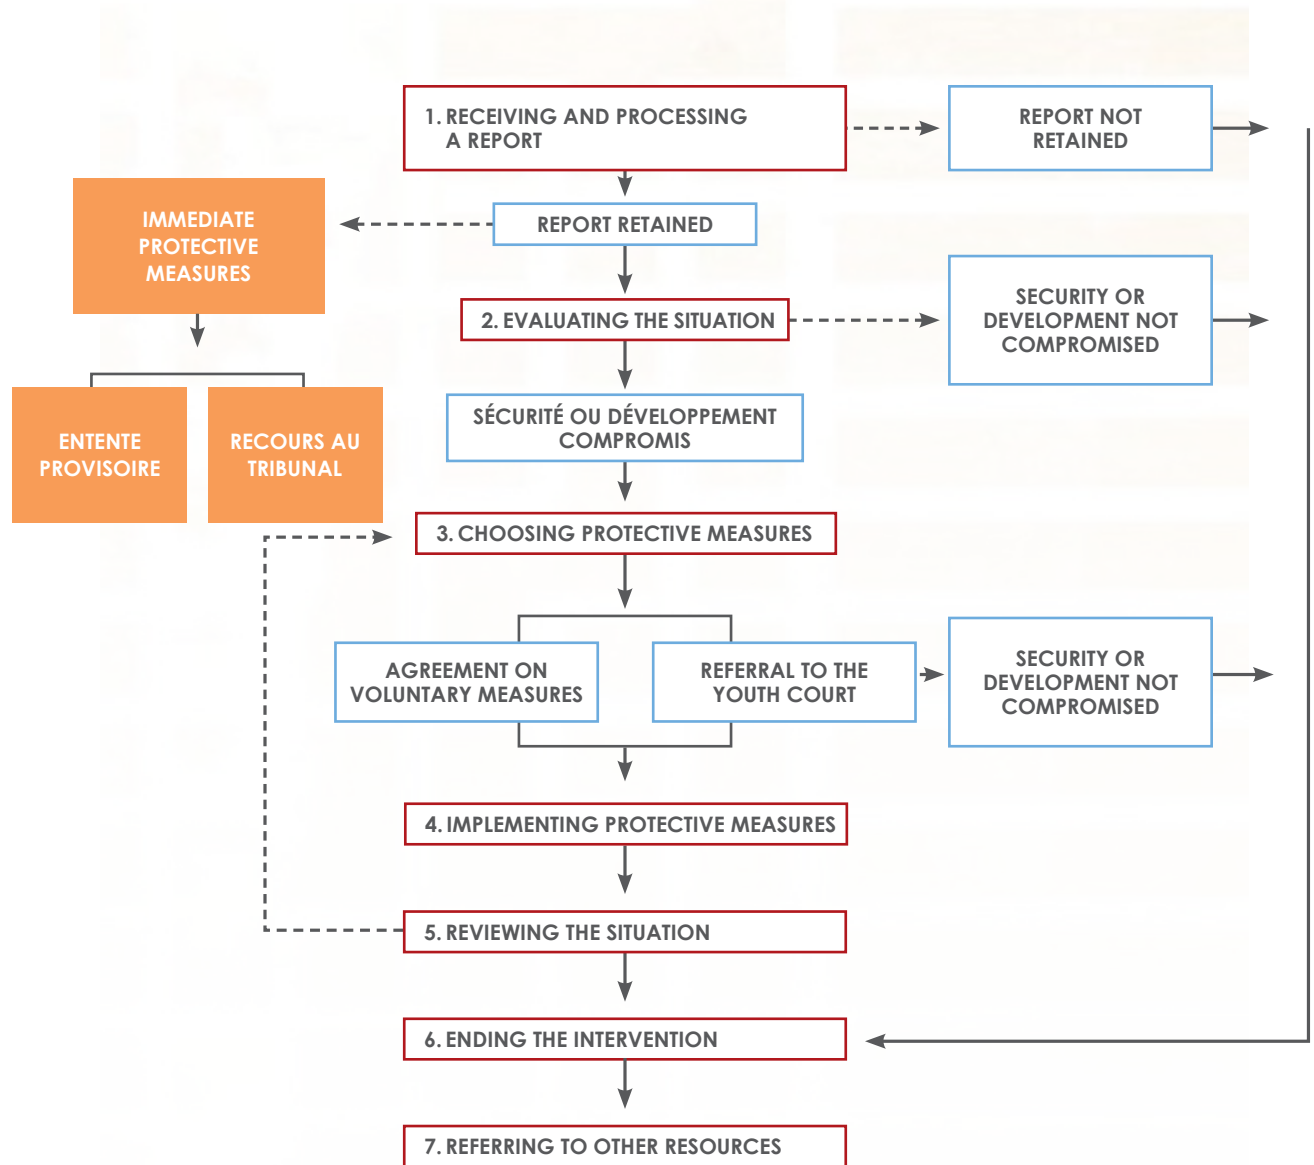 1. RECEIVING AND PROCESSING
A REPORT
REPORT NOT
RETAINED
IMMEDIATE
PROTECTIVE
MEASURES
REPORT RETAINED
2. EVALUATING THE SITUATION
SECURITY OR
DEVELOPMENT NOT
COMPROMISED
ENTENTE
PROVISOIRE
RECOURS AU
TRIBUNAL
SÉCURITÉ OU DÉVELOPPEMENT
COMPROMIS
3. CHOOSING PROTECTIVE MEASURES
AGREEMENT ON
VOLUNTARY MEASURES
REFERRAL TO THE
YOUTH COURT
SECURITY OR
DEVELOPMENT NOT
COMPROMISED
4. IMPLEMENTING PROTECTIVE MEASURES
5. REVIEWING THE SITUATION
6. ENDING THE INTERVENTION
7. REFERRING TO OTHER RESOURCES